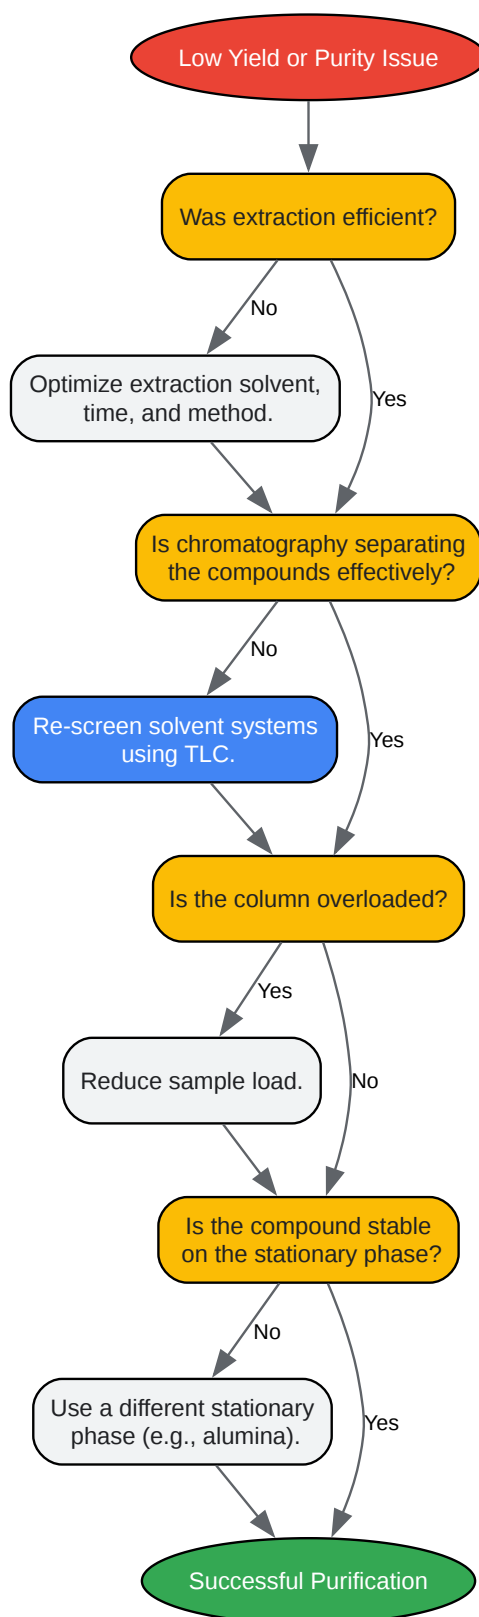 Low Yield or Purity Issue
Was extraction efficient?
No
Yes
Optimize extraction solvent,
time, and method.
Is chromatography separating
the compounds effectively?
No
Yes
Re-screen solvent systems
using TLC.
Is the column overloaded?
Yes
No
Reduce sample load.
Is the compound stable
on the stationary phase?
No
Yes
Use a different stationary
phase (e.g., alumina).
Successful Purification